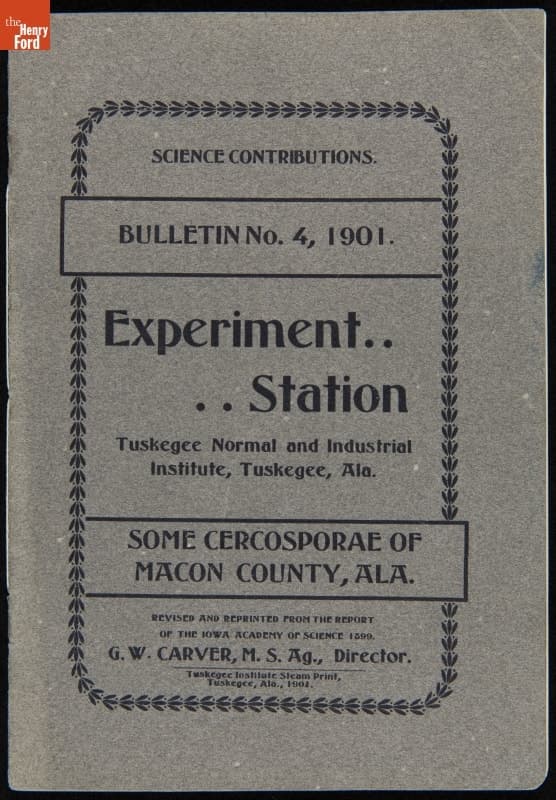 the
Henry
Ford
SCIENCE CONTRIBUTIONS.
BULLETIN No. 4, 1901.
Experiment..
.. Station
Tuskegee Normal and Industrial
Institute, Tuskegee, Ala.
SOME CERCOSPORAE OF
MACON COUNTY, ALA.
REVISED AND REPRINTED FROM THE REPORT
OF THE IOWA ACADEMY OF SCIENCE 1899.
G. W. CARVER, M. S. Ag., Director.
Tuskegee Institute Steam Print,
Tuskegee, Ala., 1901.